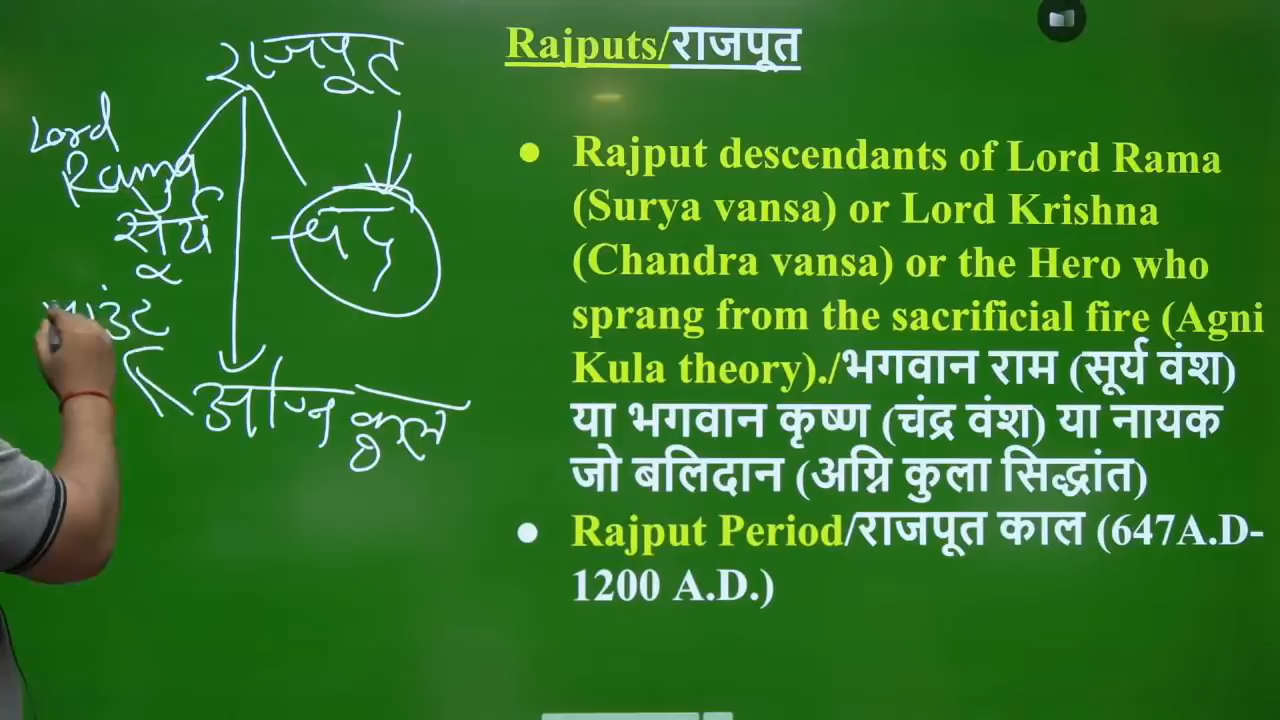 राजपूत
Lord
Rama
सूर्य
चंद्र
अग्नि कुल
Rajputs/राजपूत
● Rajput descendants of Lord Rama
(Surya vansa) or Lord Krishna
(Chandra vansa) or the Hero who
sprang from the sacrificial fire (Agni
Kula theory)./भगवान राम (सूर्य वंश)
या भगवान कृष्ण (चंद्र वंश) या नायक
जो बलिदान (अग्नि कुला सिद्धांत)
● Rajput Period/राजपूत काल (647A.D-
1200 A.D.)